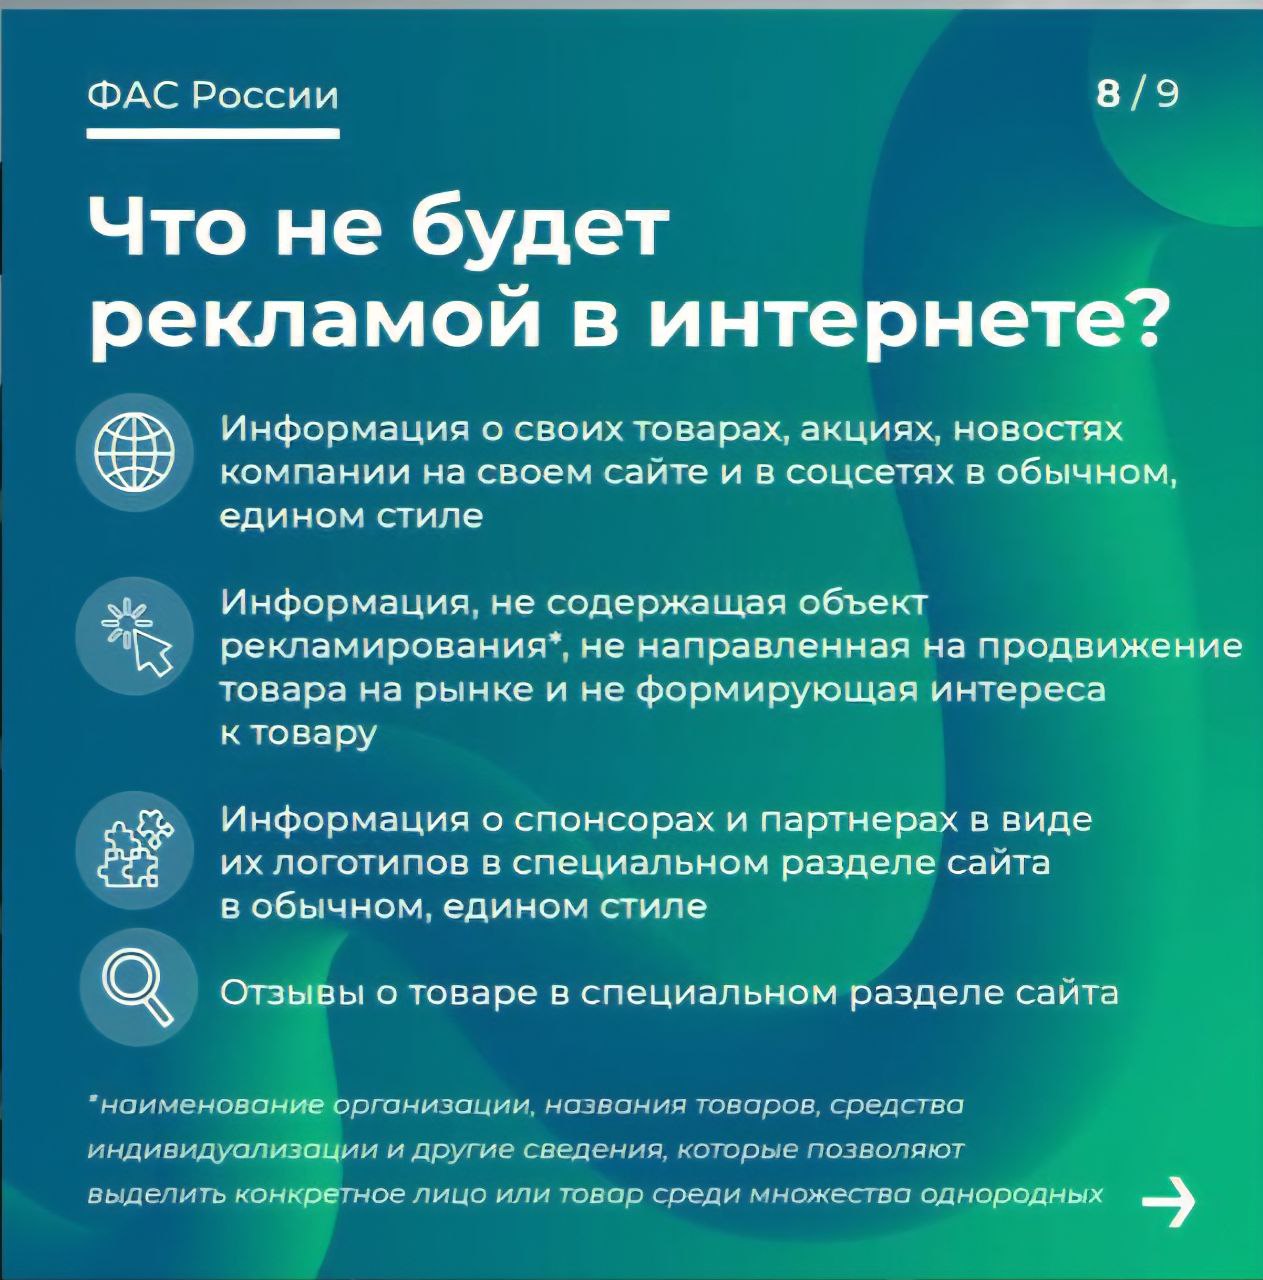 ФАС России
8 / 9
Что не будет
рекламой в интернете?
Информация о своих товарах, акциях, новостях
компании на своем сайте и в соцсетях в обычном,
едином стиле
Информация, не содержащая объект
рекламирования*, не направленная на продвижение
товара на рынке и не формирующая интереса
к товару
Информация о спонсорах и партнерах в виде
их логотипов в специальном разделе сайта
в обычном, едином стиле
Отзывы о товаре в специальном разделе сайта
*наименование организации, названия товаров, средства
индивидуализации и другие сведения, которые позволяют
выделить конкретное лицо или товар среди множества однородных